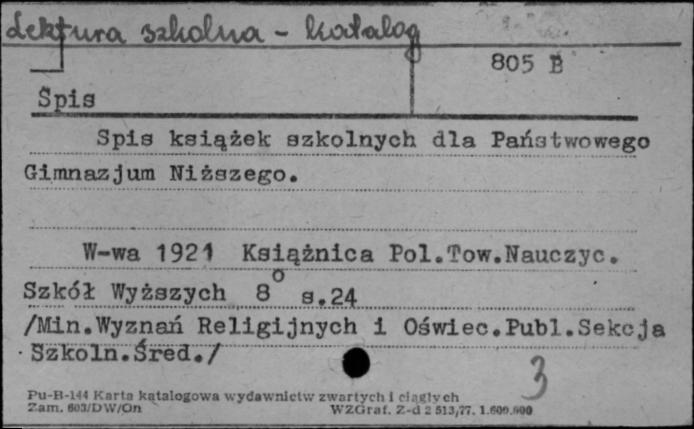 Lektura szkolna - katalog
805 B
Spis
Spis książek szkolnych dla Państwowego
Gimnazjum Niższego.
W-wa 1921 Książnica Pol.Tow.Nauczyc.
Szkół Wyższych 8° s.24
/Min.Wyznań Religijnych i Oświec.Publ.Sekcja
Szkoln.Śred./
3
Pu-B-144 Karta katalogowa wydawnictw zwartych i ciągłych
Zam. 603/DW/On WZGraf. Z-d 2 513/77. 1.600.000